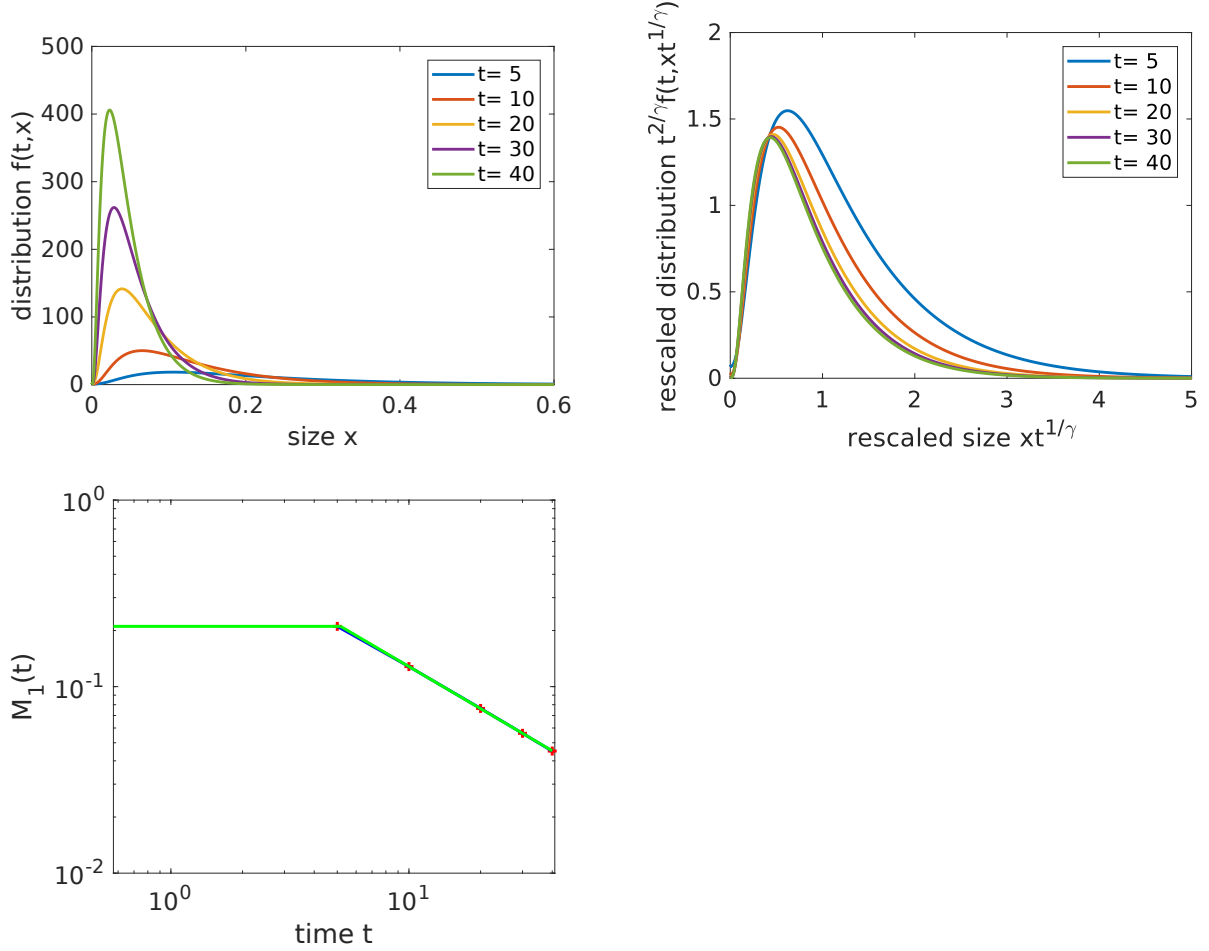 500
400
300
200
100
0
distribution f(t,x)
0
0.2
0.4
0.6
size x
t= 5
t= 10
t= 20
t= 30
t= 40
2
1.5
1
0.5
0
rescaled distribution t^{2/γ}f(t,xt^{1/γ})
0
1
2
3
4
5
rescaled size xt^{1/γ}
t= 5
t= 10
t= 20
t= 30
t= 40
10^0
10^{-1}
10^{-2}
M_1(t)
10^0
10^1
time t